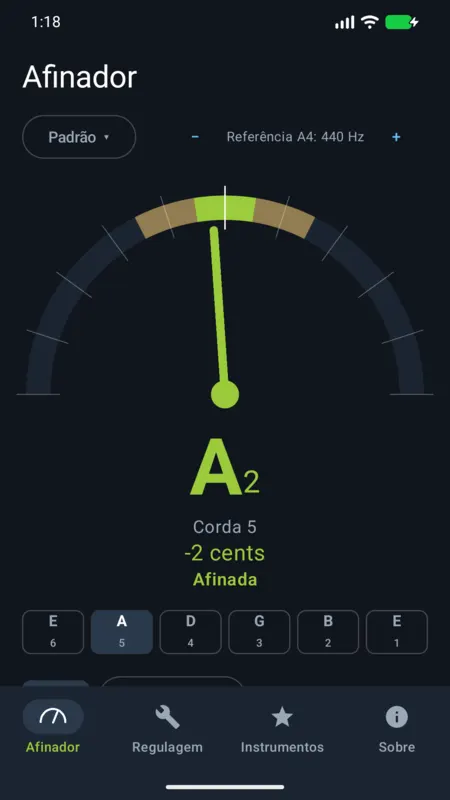 1:18
Afinador
Padrão ▾
− Referência A4: 440 Hz +
A2
Corda 5
-2 cents
Afinada
E A D G B E
6 5 4 3 2 1
Afinador Regulagem Instrumentos Sobre